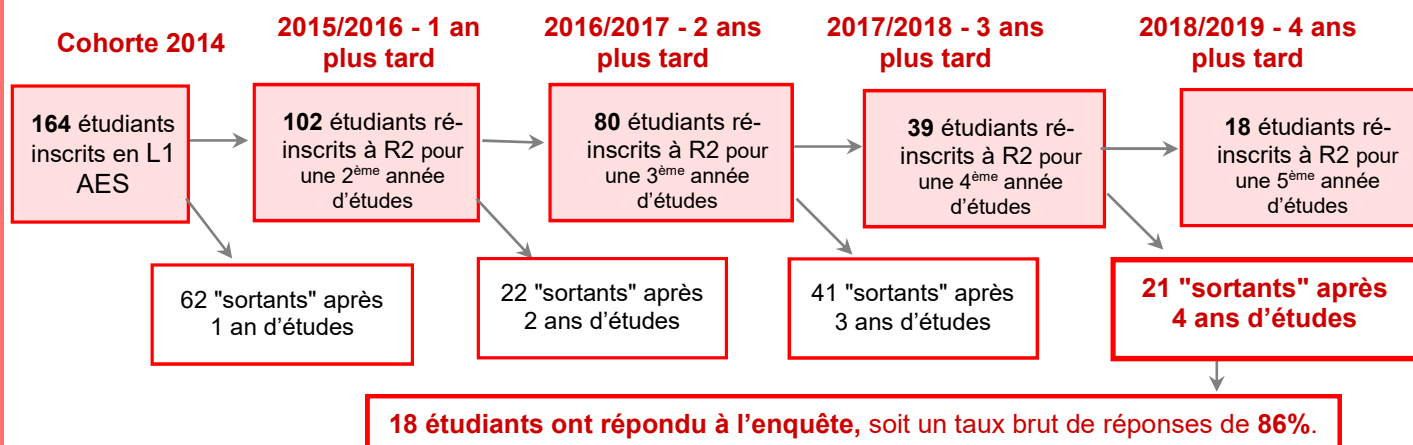 Cohorte 2014
2015/2016 - 1 an
plus tard
2016/2017 - 2 ans
plus tard
2017/2018 - 3 ans
plus tard
2018/2019 - 4 ans
plus tard
164 étudiants
inscrits en L1
AES
102 étudiants ré-
inscrits à R2 pour
une 2ème année
d’études
80 étudiants ré-
inscrits à R2 pour
une 3ème année
d’études
39 étudiants ré-
inscrits à R2 pour
une 4ème année
d’études
18 étudiants ré-
inscrits à R2 pour
une 5ème année
d’études
62 "sortants" après
1 an d’études
22 "sortants" après
2 ans d’études
41 "sortants" après
3 ans d’études
21 "sortants" après
4 ans d’études
18 étudiants ont répondu à l’enquête, soit un taux brut de réponses de 86%.